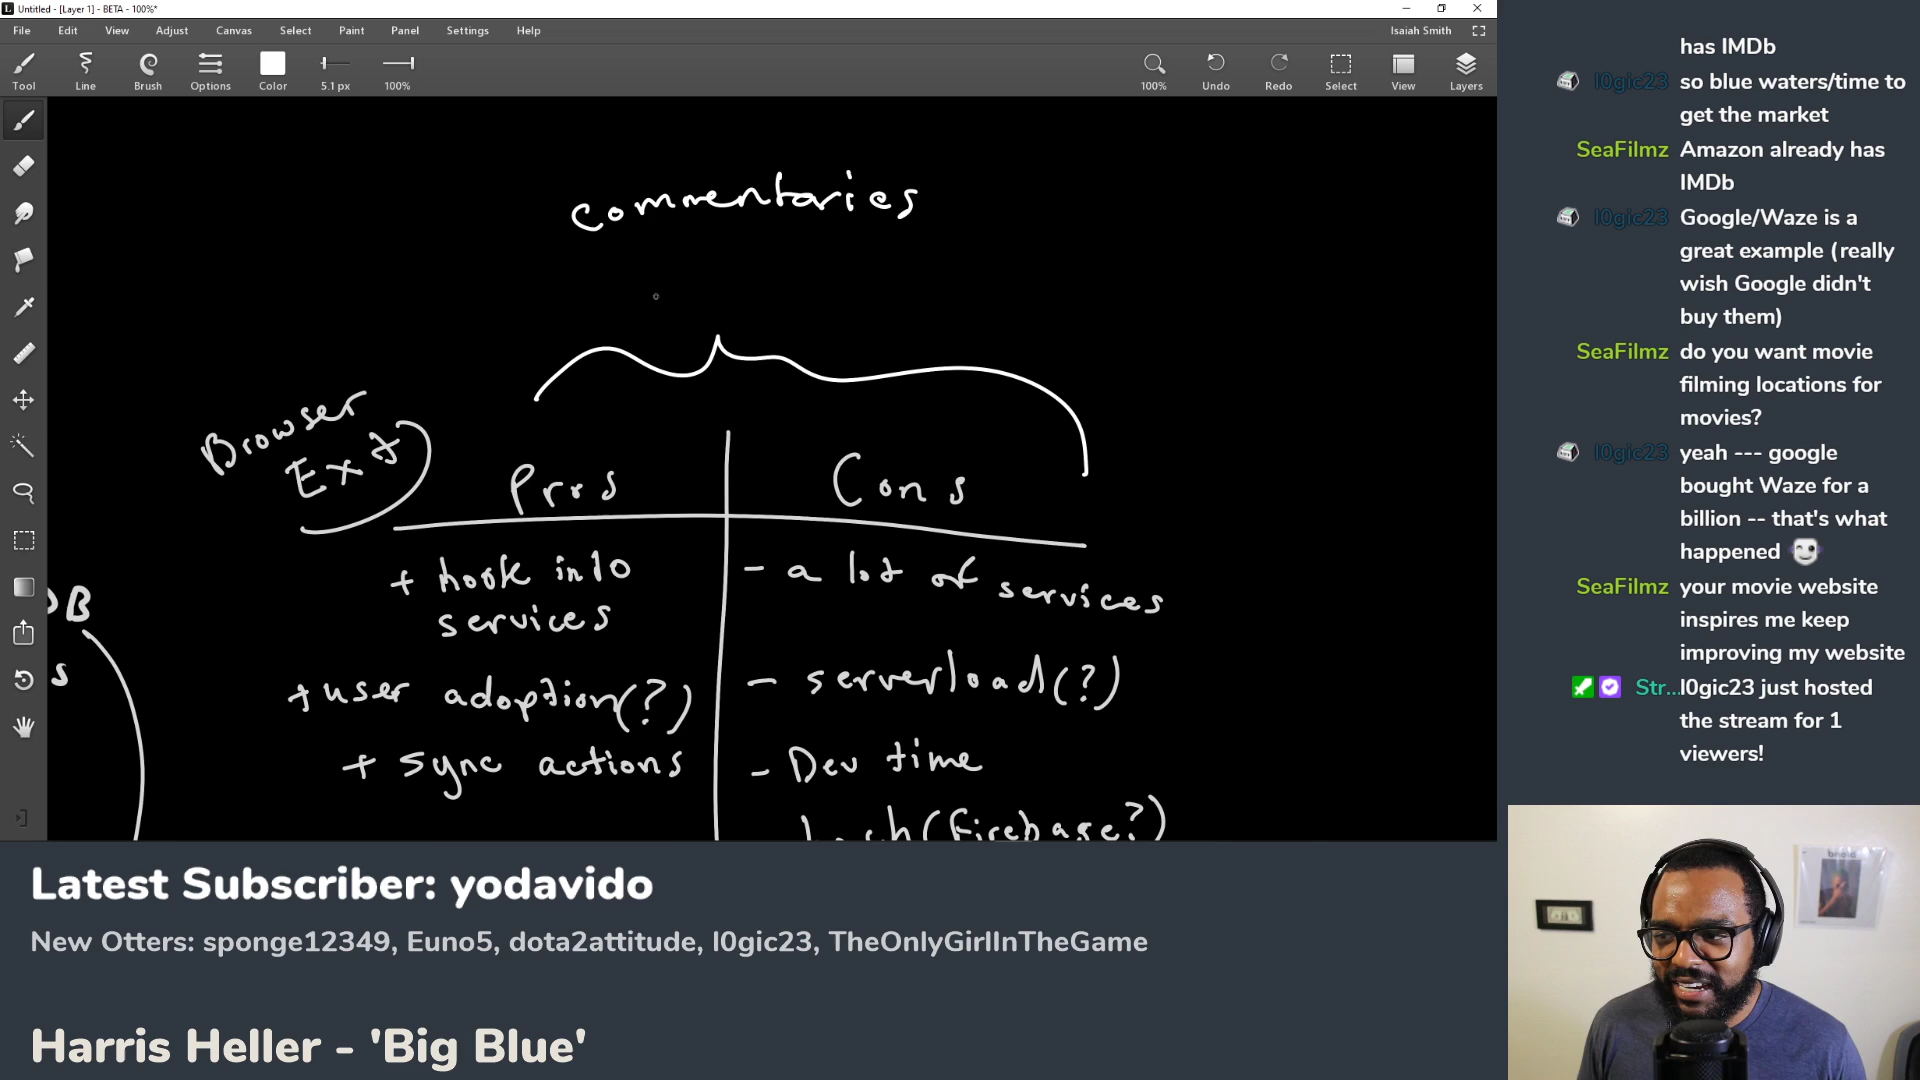 Untitled - [Layer 1] - BETA - 100%*
File Edit View Adjust Canvas Select Paint Panel Settings Help
Isaiah Smith
Tool Line Brush Options Color 5.1 px 100%
100% Undo Redo Select View Layers
commentaries
Browser
Ext
Pros
Cons
+ hook into
services
- a lot of services
+ user adoption(?)
- serverload(?)
+ sync actions
- Dev time
(Firebase?)
B
s
has IMDb
l0gic23 so blue waters/time to
get the market
SeaFilmz Amazon already has
IMDb
l0gic23 Google/Waze is a
great example (really
wish Google didn't
buy them)
SeaFilmz do you want movie
filming locations for
movies?
l0gic23 yeah --- google
bought Waze for a
billion -- that's what
happened
SeaFilmz your movie website
inspires me keep
improving my website
Str... l0gic23 just hosted
the stream for 1
viewers!
Latest Subscriber: yodavido
New Otters: sponge12349, Euno5, dota2attitude, l0gic23, TheOnlyGirlInTheGame
Harris Heller - 'Big Blue'